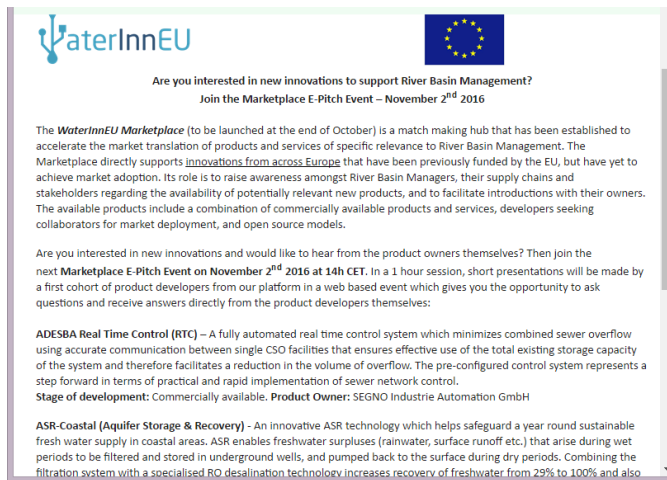 WaterInnEU
Are you interested in new innovations to support River Basin Management?
Join the Marketplace E-Pitch Event – November 2nd 2016
The WaterInnEU Marketplace (to be launched at the end of October) is a match making hub that has been established to
accelerate the market translation of products and services of specific relevance to River Basin Management. The
Marketplace directly supports innovations from across Europe that have been previously funded by the EU, but have yet to
achieve market adoption. Its role is to raise awareness amongst River Basin Managers, their supply chains and
stakeholders regarding the availability of potentially relevant new products, and to facilitate introductions with their owners.
The available products include a combination of commercially available products and services, developers seeking
collaborators for market deployment, and open source models.
Are you interested in new innovations and would like to hear from the product owners themselves? Then join the
next Marketplace E-Pitch Event on November 2nd 2016 at 14h CET. In a 1 hour session, short presentations will be made by
a first cohort of product developers from our platform in a web based event which gives you the opportunity to ask
questions and receive answers directly from the product developers themselves:
ADESBA Real Time Control (RTC) – A fully automated real time control system which minimizes combined sewer overflow
using accurate communication between single CSO facilities that ensures effective use of the total existing storage capacity
of the system and therefore facilitates a reduction in the volume of overflow. The pre-configured control system represents a
step forward in terms of practical and rapid implementation of sewer network control.
Stage of development: Commercially available. Product Owner: SEGNO Industrie Automation GmbH
ASR-Coastal (Aquifer Storage & Recovery) - An innovative ASR technology which helps safeguard a year round sustainable
fresh water supply in coastal areas. ASR enables freshwater surpluses (rainwater, surface runoff etc.) that arise during wet
periods to be filtered and stored in underground wells, and pumped back to the surface during dry periods. Combining the
filtration system with a specialised RO desalination technology increases recovery of freshwater from 29% to 100% and also